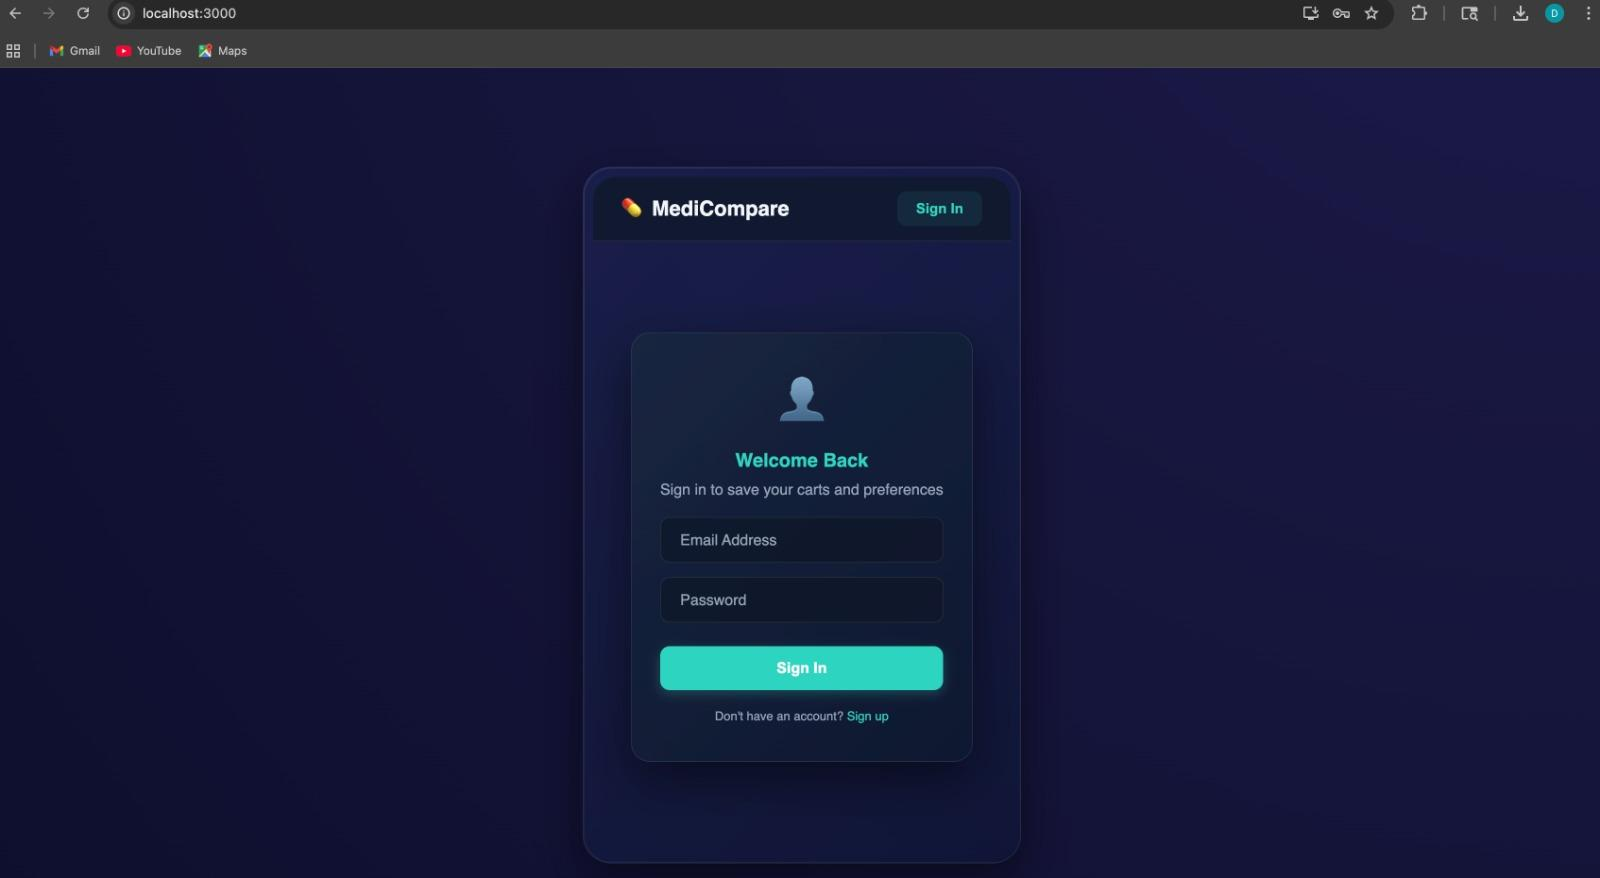 localhost:3000
D
Gmail YouTube Maps
MediCompare
Sign In
Welcome Back
Sign in to save your carts and preferences
Email Address
Password
Sign In
Don't have an account? Sign up